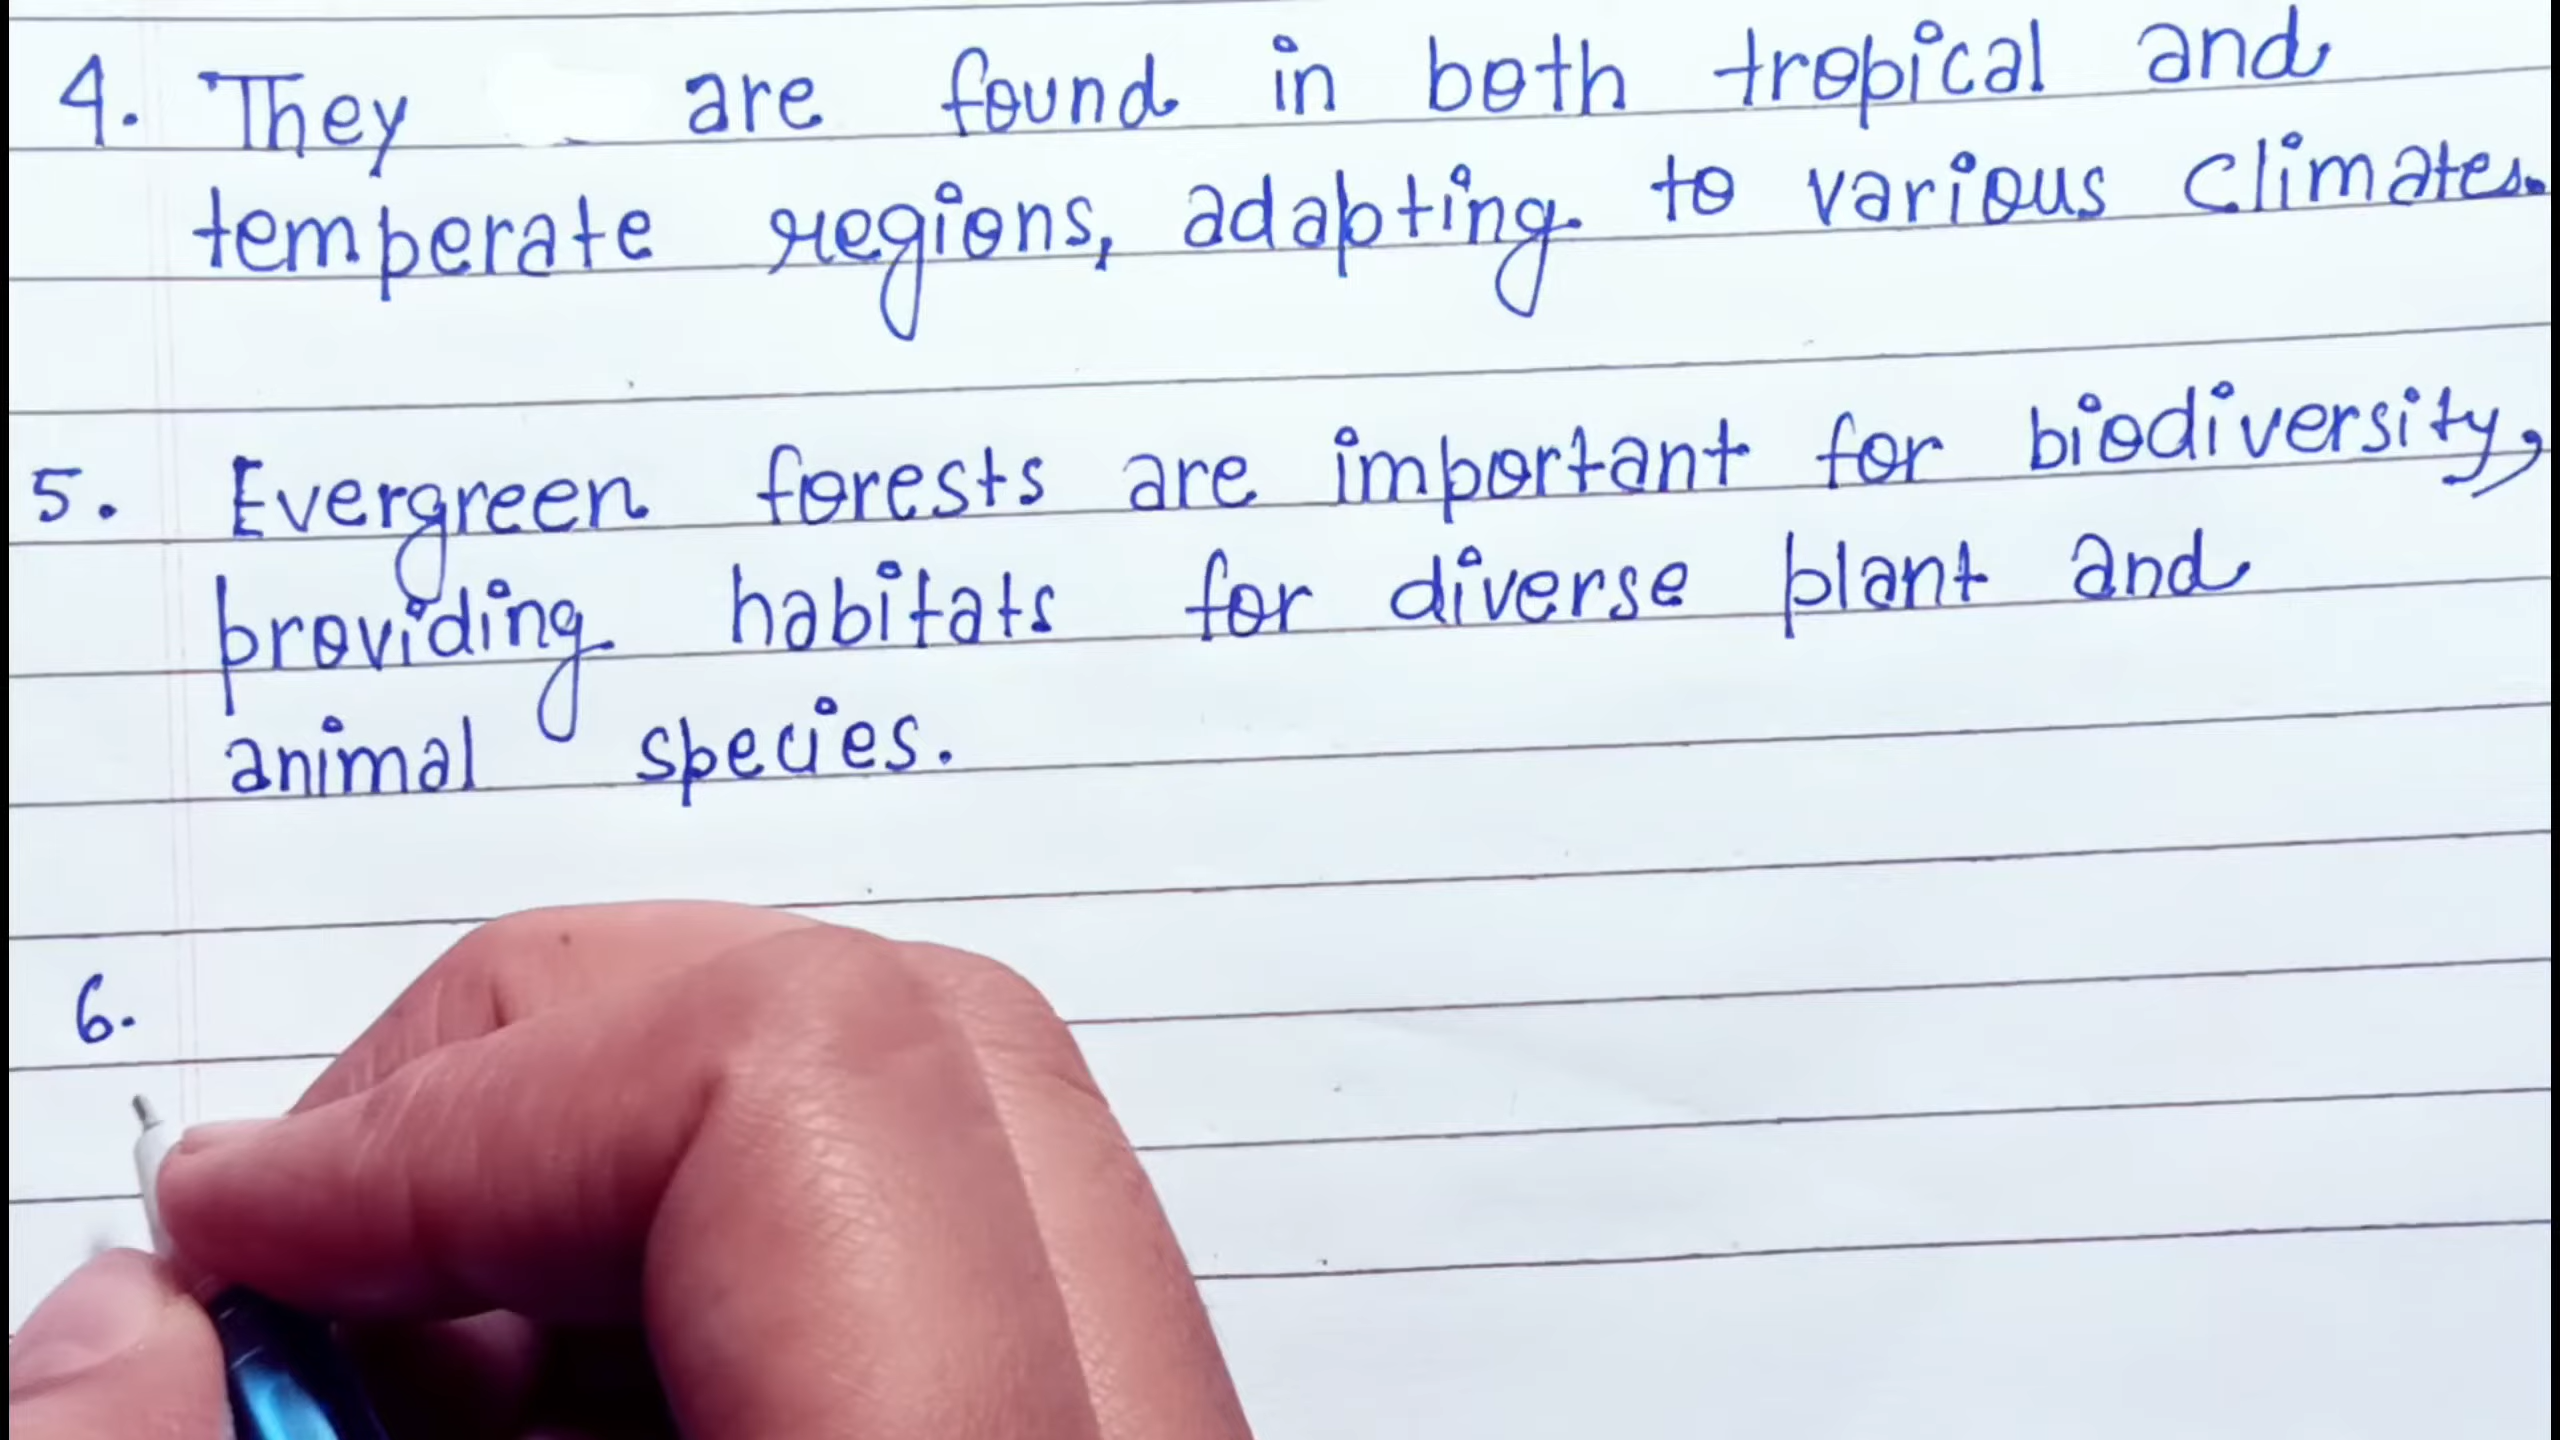 4. They are found in both tropical and
temperate regions, adapting to various climates.
5. Evergreen forests are important for biodiversity,
providing habitats for diverse plant and
animal species.
6.